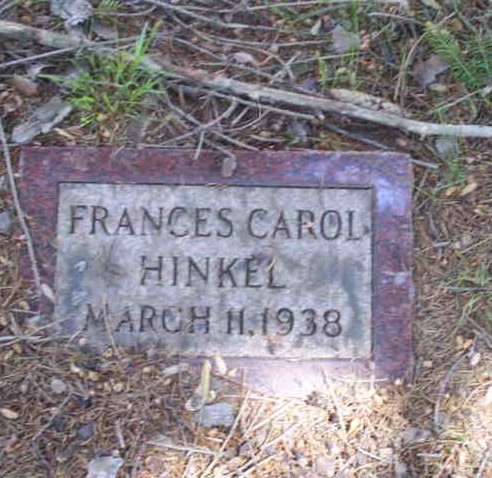 FRANCES CAROL
HINKEL
MARCH 11, 1938